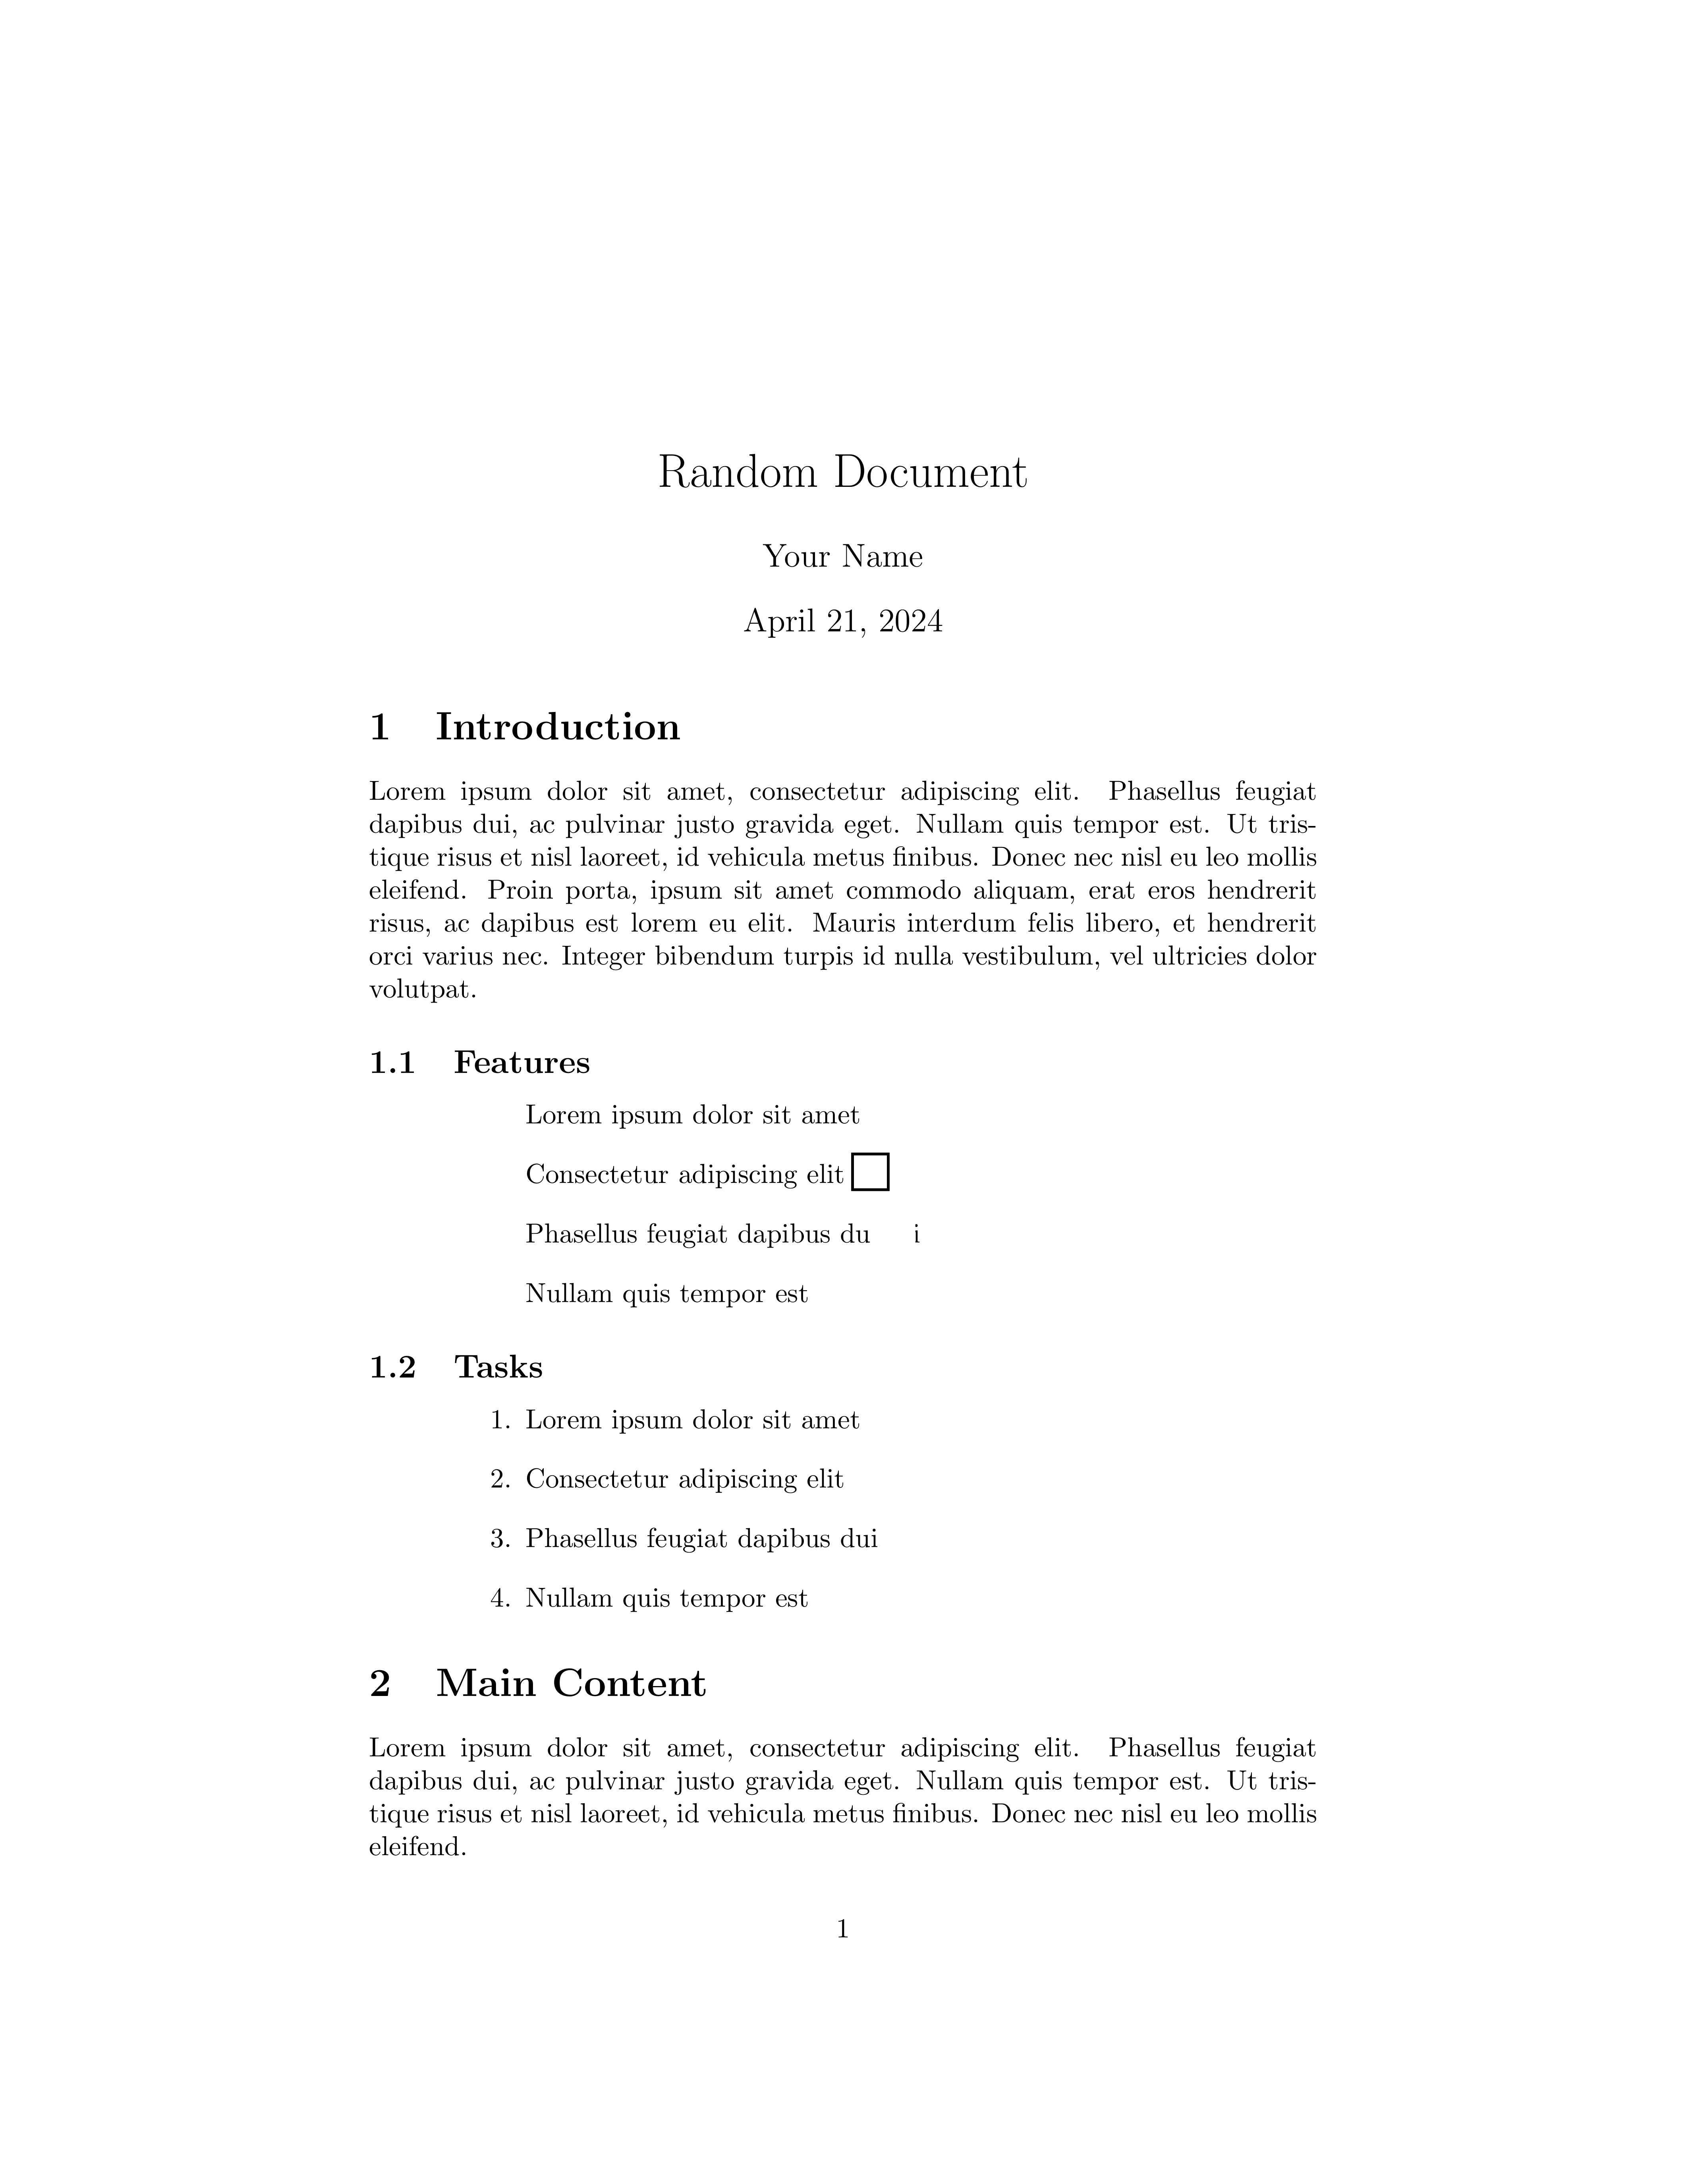 Random Document
Your Name
April 21, 2024
1 Introduction
Lorem ipsum dolor sit amet, consectetur adipiscing elit. Phasellus feugiat
dapibus dui, ac pulvinar justo gravida eget. Nullam quis tempor est. Ut tris-
tique risus et nisl laoreet, id vehicula metus finibus. Donec nec nisl eu leo mollis
eleifend. Proin porta, ipsum sit amet commodo aliquam, erat eros hendrerit
risus, ac dapibus est lorem eu elit. Mauris interdum felis libero, et hendrerit
orci varius nec. Integer bibendum turpis id nulla vestibulum, vel ultricies dolor
volutpat.
1.1 Features
Lorem ipsum dolor sit amet
Consectetur adipiscing elit
Phasellus feugiat dapibus du i
Nullam quis tempor est
1.2 Tasks
1. Lorem ipsum dolor sit amet
2. Consectetur adipiscing elit
3. Phasellus feugiat dapibus dui
4. Nullam quis tempor est
2 Main Content
Lorem ipsum dolor sit amet, consectetur adipiscing elit. Phasellus feugiat
dapibus dui, ac pulvinar justo gravida eget. Nullam quis tempor est. Ut tris-
tique risus et nisl laoreet, id vehicula metus finibus. Donec nec nisl eu leo mollis
eleifend.
1